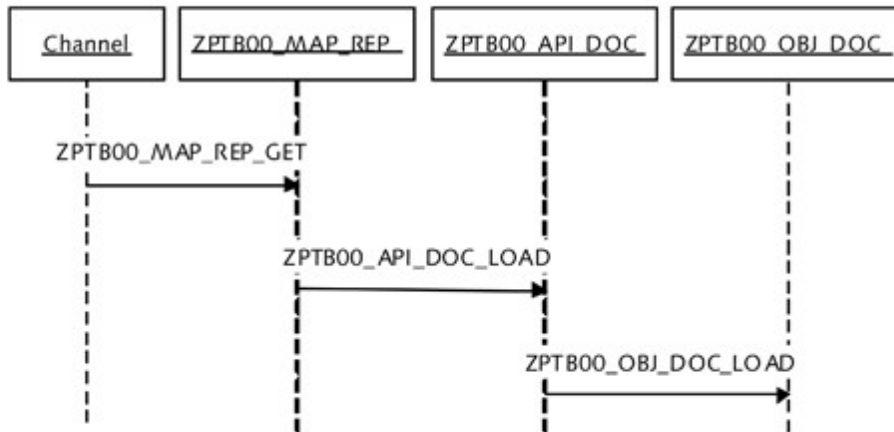 Channel
ZPTB00_MAP_REP
ZPTB00_API_DOC
ZPTB00_OBJ_DOC
ZPTB00_MAP_REP_GET
ZPTB00_API_DOC_LOAD
ZPTB00_OBJ_DOC_LOAD